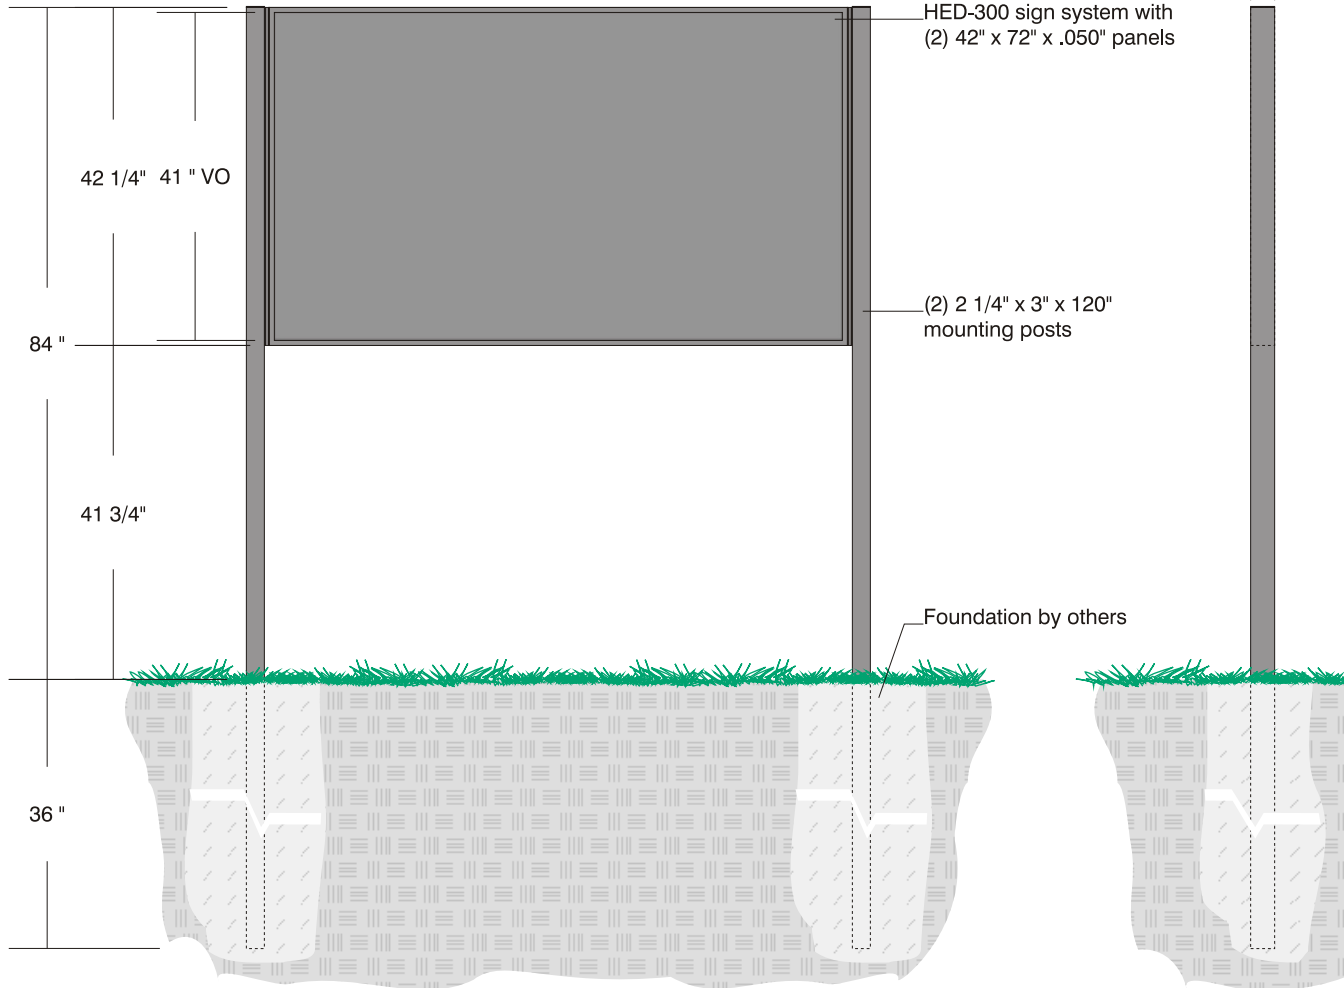 HED-300 sign system with
(2) 42" x 72" x .050" panels
42 1/4" 41 " VO
(2) 2 1/4" x 3" x 120"
mounting posts
84 "
41 3/4"
Foundation by others
36 "